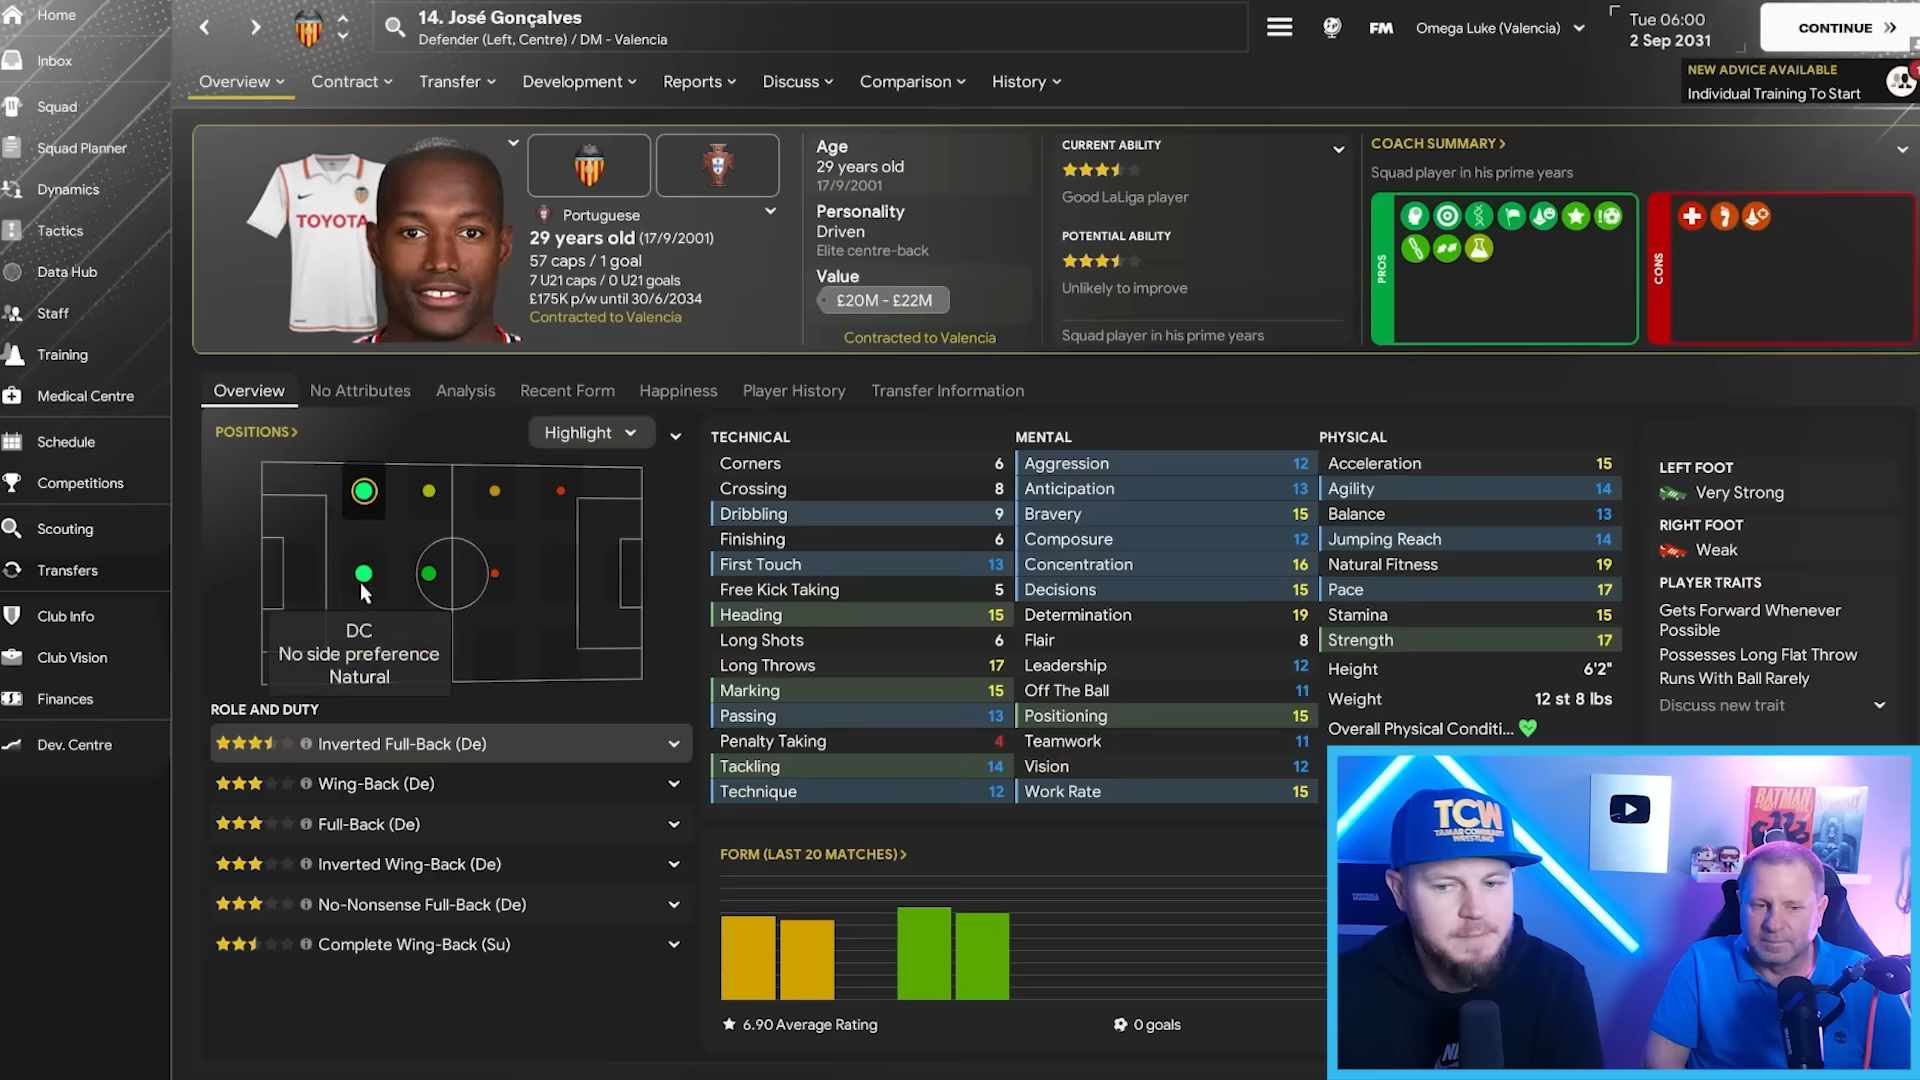 Home
Inbox
Squad
Squad Planner
Dynamics
Tactics
Data Hub
Staff
Training
Medical Centre
Schedule
Competitions
Scouting
Transfers
Club Info
Club Vision
Finances
Dev. Centre
14. José Gonçalves
Defender (Left, Centre) / DM - Valencia
FM
Omega Luke (Valencia)
Tue 06:00
2 Sep 2031
CONTINUE
NEW ADVICE AVAILABLE
Individual Training To Start
Overview
Contract
Transfer
Development
Reports
Discuss
Comparison
History
TOYOTA
Portuguese
29 years old (17/9/2001)
57 caps / 1 goal
7 U21 caps / 0 U21 goals
£175K p/w until 30/6/2034
Contracted to Valencia
Age
29 years old
17/9/2001
Personality
Driven
Elite centre-back
Value
£20M - £22M
Contracted to Valencia
CURRENT ABILITY
Good LaLiga player
POTENTIAL ABILITY
Unlikely to improve
Squad player in his prime years
COACH SUMMARY >
Squad player in his prime years
PROS
CONS
Overview
No Attributes
Analysis
Recent Form
Happiness
Player History
Transfer Information
POSITIONS >
Highlight
DC
No side preference
Natural
ROLE AND DUTY
Inverted Full-Back (De)
Wing-Back (De)
Full-Back (De)
Inverted Wing-Back (De)
No-Nonsense Full-Back (De)
Complete Wing-Back (Su)
TECHNICAL
Corners 6
Crossing 8
Dribbling 9
Finishing 6
First Touch 13
Free Kick Taking 5
Heading 15
Long Shots 6
Long Throws 17
Marking 15
Passing 13
Penalty Taking 4
Tackling 14
Technique 12
MENTAL
Aggression 12
Anticipation 13
Bravery 15
Composure 12
Concentration 16
Decisions 15
Determination 19
Flair 8
Leadership 12
Off The Ball 11
Positioning 15
Teamwork 11
Vision 12
Work Rate 15
PHYSICAL
Acceleration 15
Agility 14
Balance 13
Jumping Reach 14
Natural Fitness 19
Pace 17
Stamina 15
Strength 17
Height 6'2"
Weight 12 st 8 lbs
Overall Physical Conditi...
LEFT FOOT
Very Strong
RIGHT FOOT
Weak
PLAYER TRAITS
Gets Forward Whenever
Possible
Possesses Long Flat Throw
Runs With Ball Rarely
Discuss new trait
FORM (LAST 20 MATCHES) >
6.90 Average Rating
0 goals
TCW
TAMAR COMMUNITY
WRESTLING
BATMAN